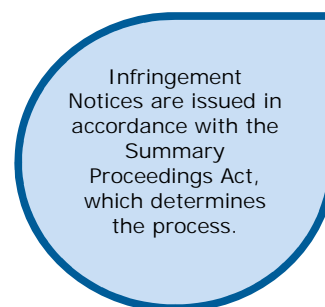 Infringement
Notices are issued in
accordance with the
Summary
Proceedings Act,
which determines
the process.